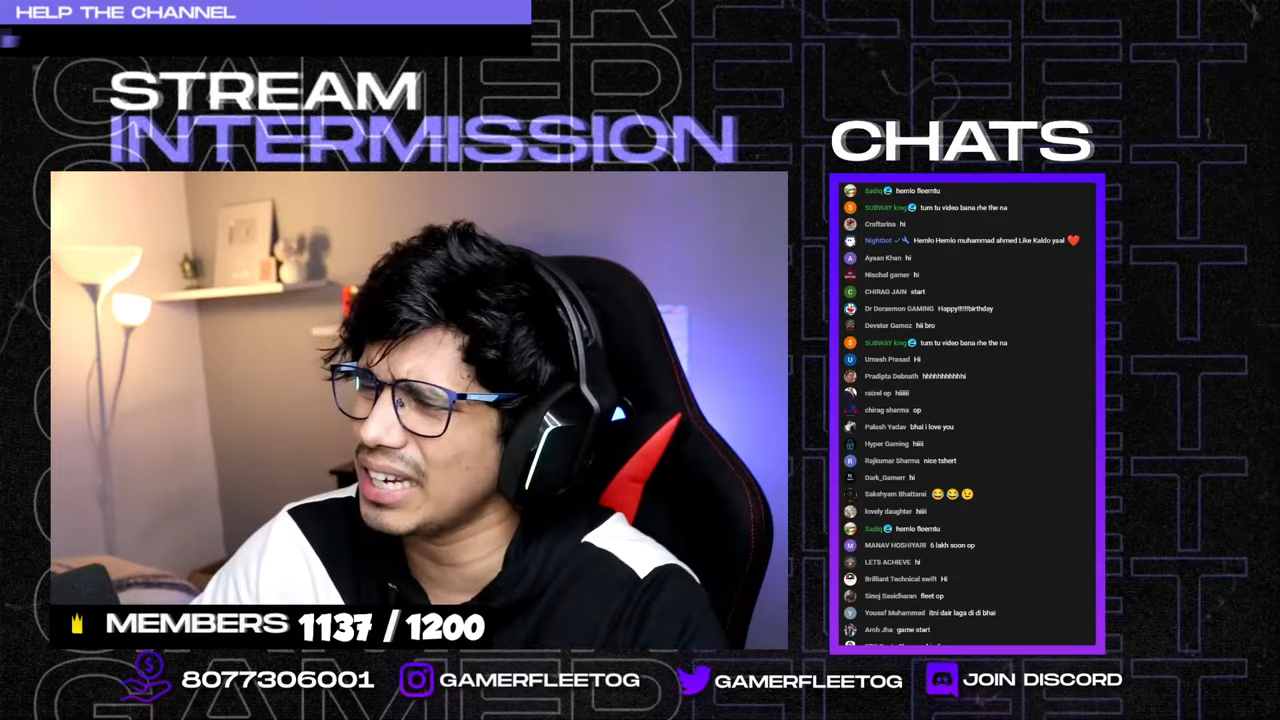 HELP THE CHANNEL
STREAM
INTERMISSION
CHATS
Sadiq hemlo fleemtu
SUBWAY king tum tu video bana rhe the na
Craftarina hi
Nightbot Hemlo Hemlo muhammad ahmed Like Kaldo yaal ❤️
Ayaan Khan hi
Nischal gamer hi
CHIRAG JAIN start
Dr Doraemon GAMING Happy!!!!!!birthday
Devster Gamoz hii bro
SUBWAY king tum tu video bana rhe the na
Umesh Prasad Hi
Pradipta Debnath hhhhhhhhhhhi
raizel op hiiiiii
chirag sharma op
Palash Yadav bhai i love you
Hyper Gaming hiiii
Rajkumar Sharma nice tshert
Dark_Gamerr hi
Sakshyam Bhattarai 😂 😂 😉
lovely daughter hiiii
Sadiq hemlo fleemtu
MANAV HOSHIYARI 6 lakh soon op
LETS ACHIEVE hi
Brilliant Technical swift Hi
Sinoj Sasidharan fleet op
Yousaf Muhammad itni dair laga di di bhai
Aroh Jha game start
MEMBERS 1137 / 1200
8077306001 GAMERFLEETOG GAMERFLEETOG JOIN DISCORD